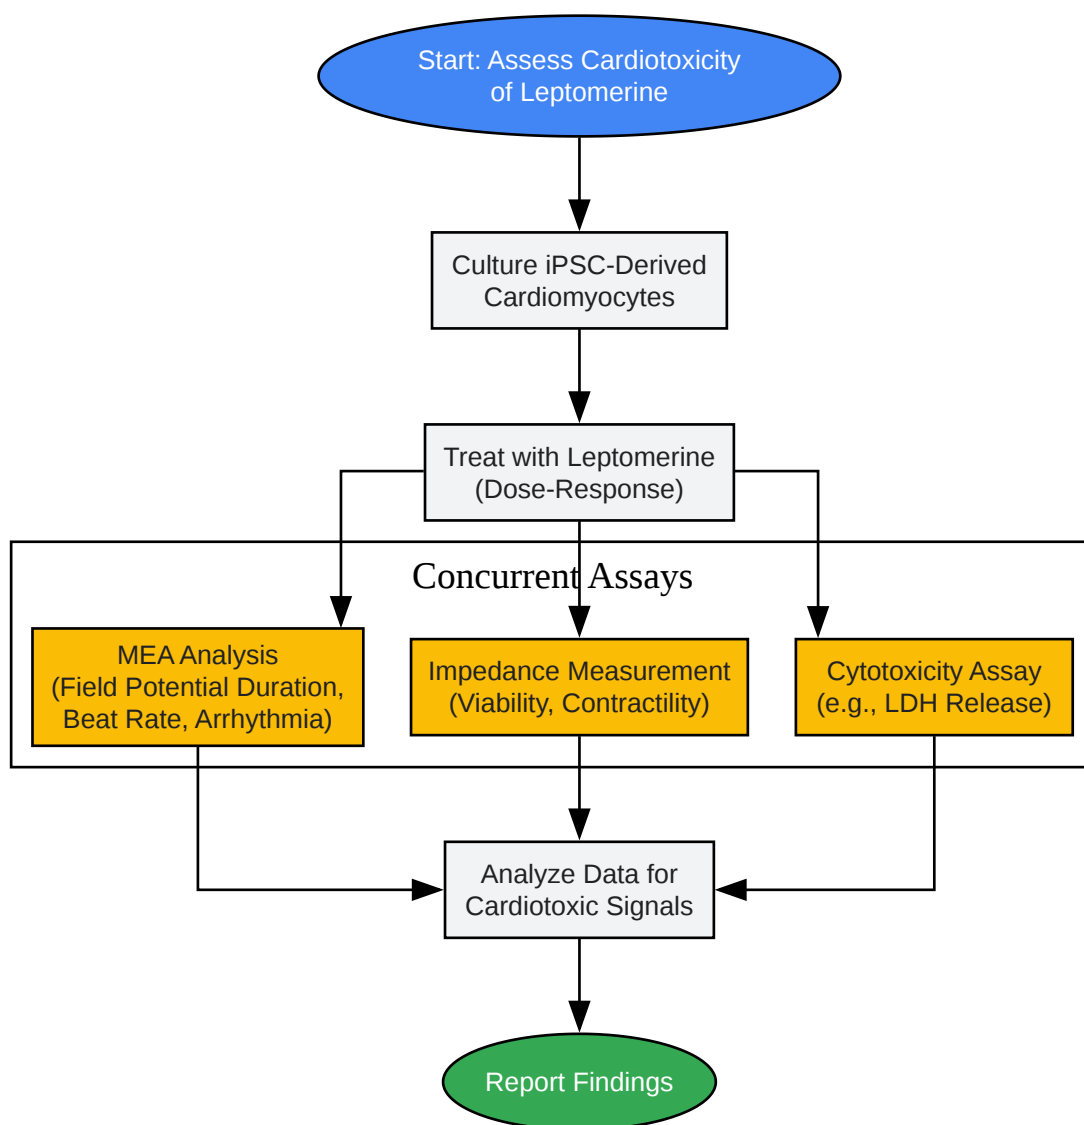 Start: Assess Cardiotoxicity
of Leptomerine
Culture iPSC-Derived
Cardiomyocytes
Treat with Leptomerine
(Dose-Response)
Concurrent Assays
MEA Analysis
(Field Potential Duration,
Beat Rate, Arrhythmia)
Impedance Measurement
(Viability, Contractility)
Cytotoxicity Assay
(e.g., LDH Release)
Analyze Data for
Cardiotoxic Signals
Report Findings